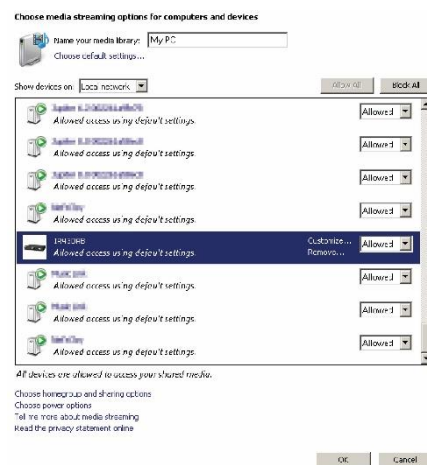 Choose media streaming options for computers and devices
Name your media library: My PC
Choose default settings...
Show devices on: Local network Allow All Block All
Allowed
Allowed access using default settings.
Allowed
Allowed access using default settings.
Allowed
Allowed access using default settings.
Allowed
Allowed access using default settings.
Customize... Allowed
Allowed access using default settings. Remove...
Allowed
Allowed access using default settings.
Allowed
Allowed access using default settings.
Allowed
Allowed access using default settings.
All devices are allowed to access your shared media.
Choose homegroup and sharing options
Choose power options
Tell me more about media streaming
Read the privacy statement online
OK Cancel